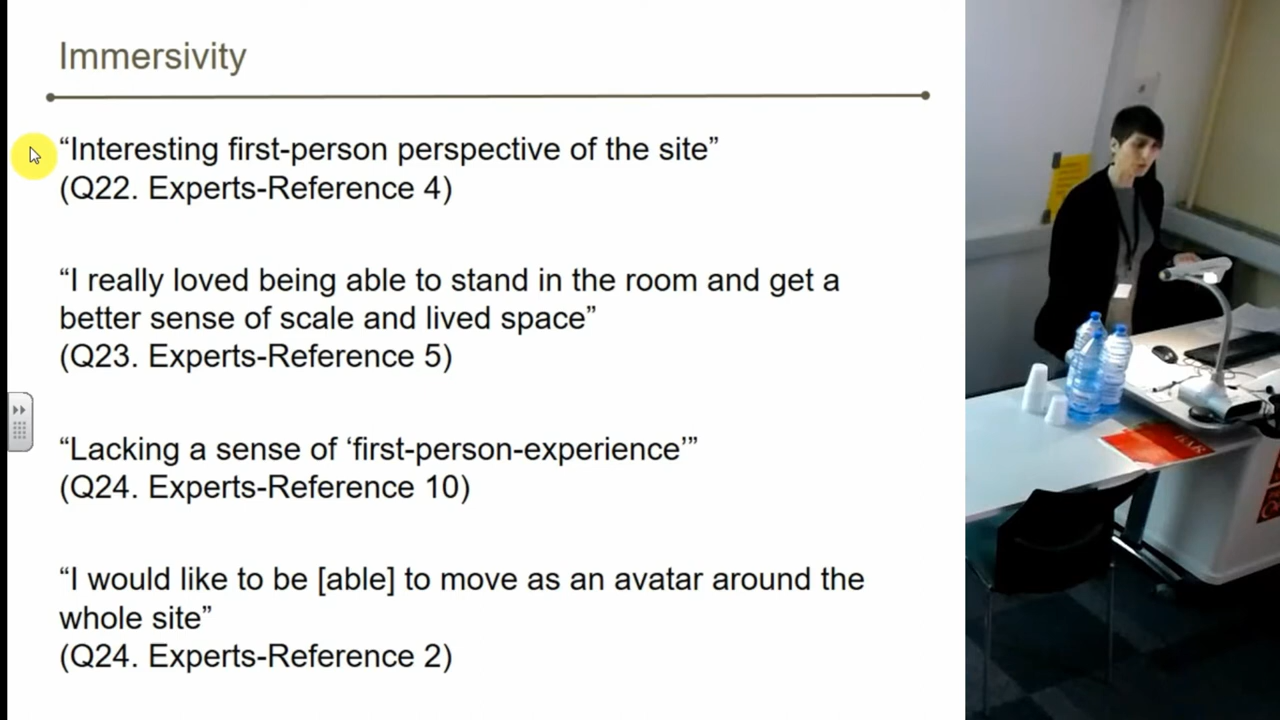 Immersivity
“Interesting first-person perspective of the site”
(Q22. Experts-Reference 4)
“I really loved being able to stand in the room and get a
better sense of scale and lived space”
(Q23. Experts-Reference 5)
“Lacking a sense of ‘first-person-experience’”
(Q24. Experts-Reference 10)
“I would like to be [able] to move as an avatar around the
whole site”
(Q24. Experts-Reference 2)
BAR